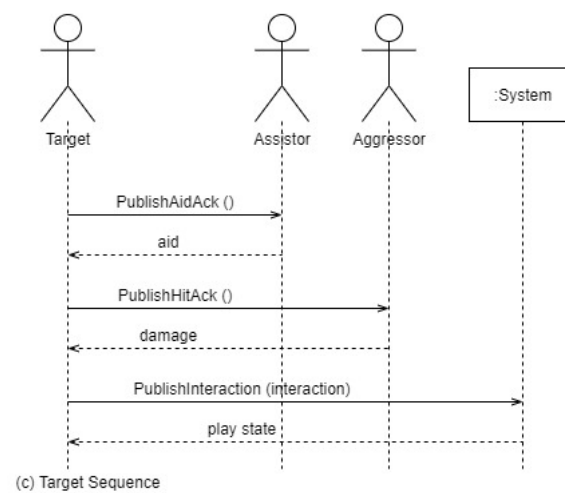 :System
Target
Assistor
Aggressor
PublishAidAck ()
aid
PublishHitAck ()
damage
PublishInteraction (interaction)
play state
(c) Target Sequence